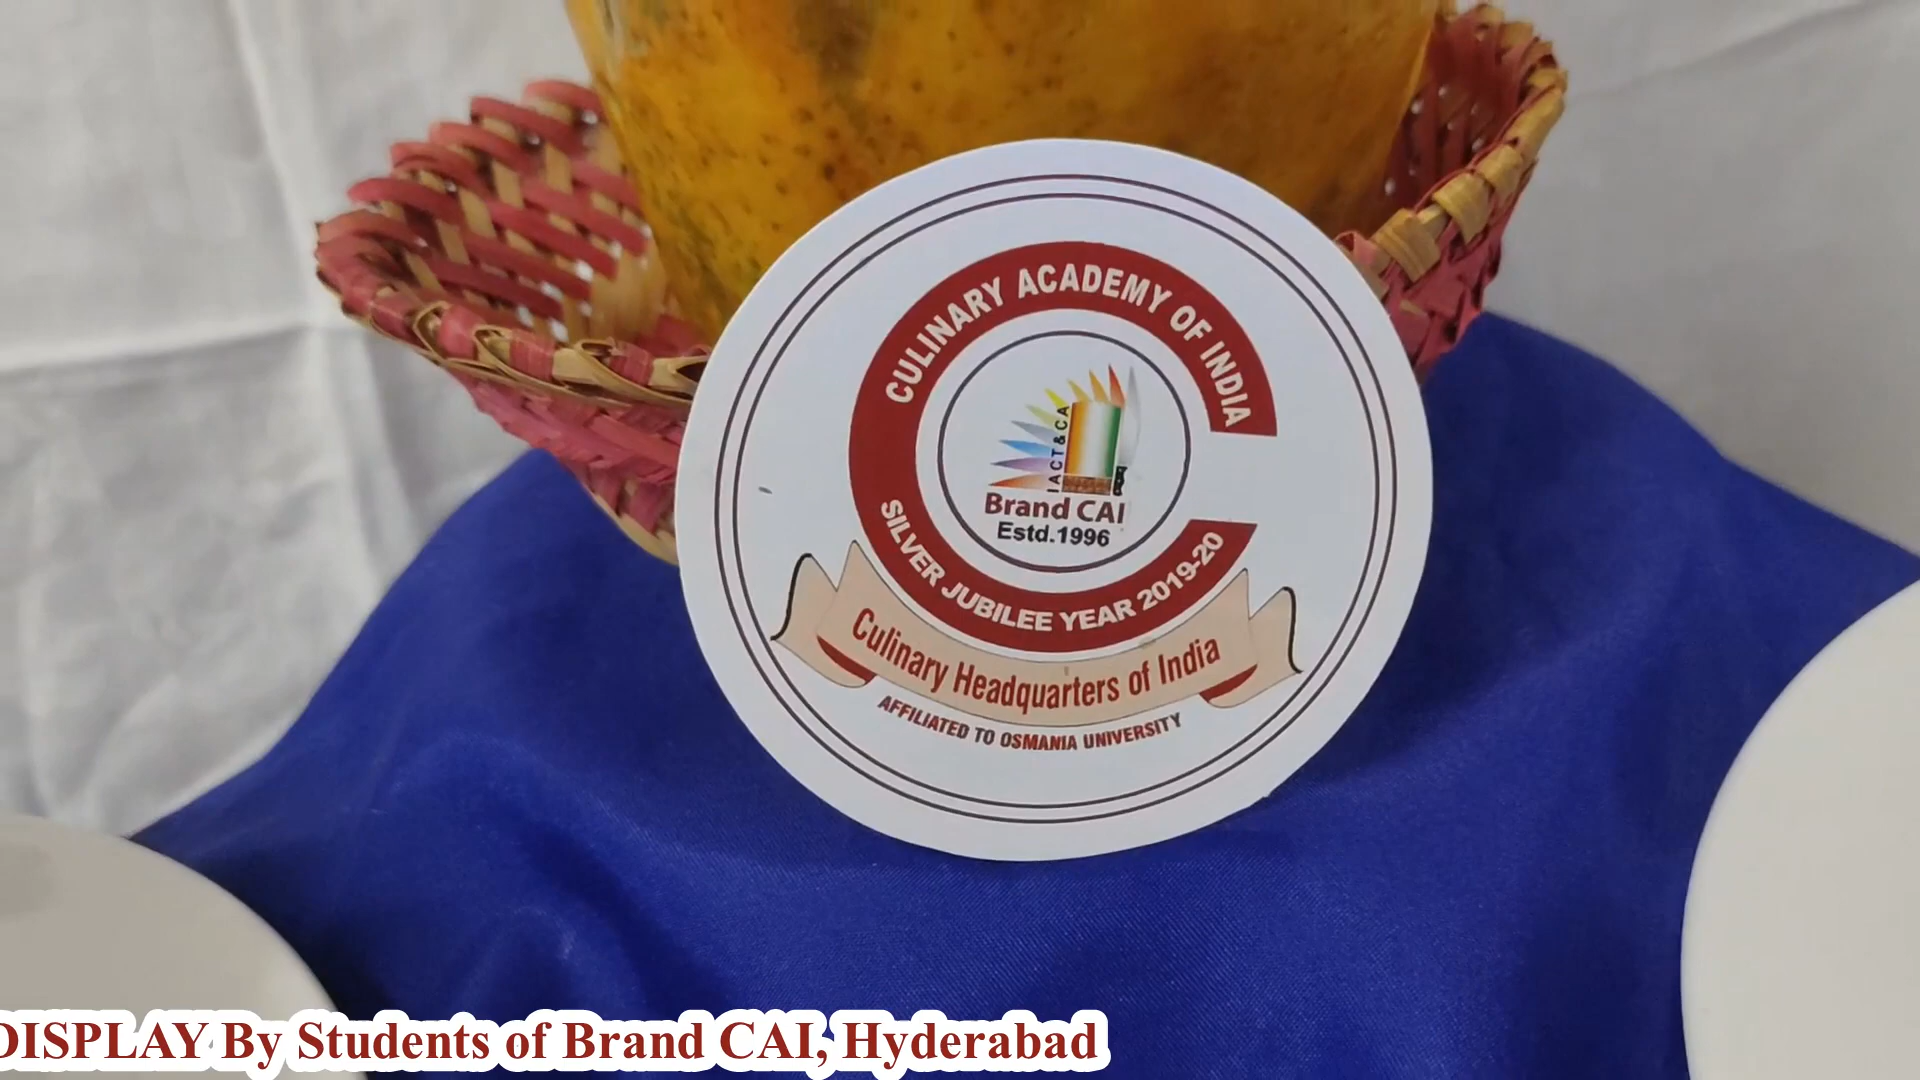 CULINARY ACADEMY OF INDIA
IACT&CA
Brand CAI
Estd.1996
SILVER JUBILEE YEAR 2019-20
Culinary Headquarters of India
AFFILIATED TO OSMANIA UNIVERSITY
DISPLAY By Students of Brand CAI, Hyderabad